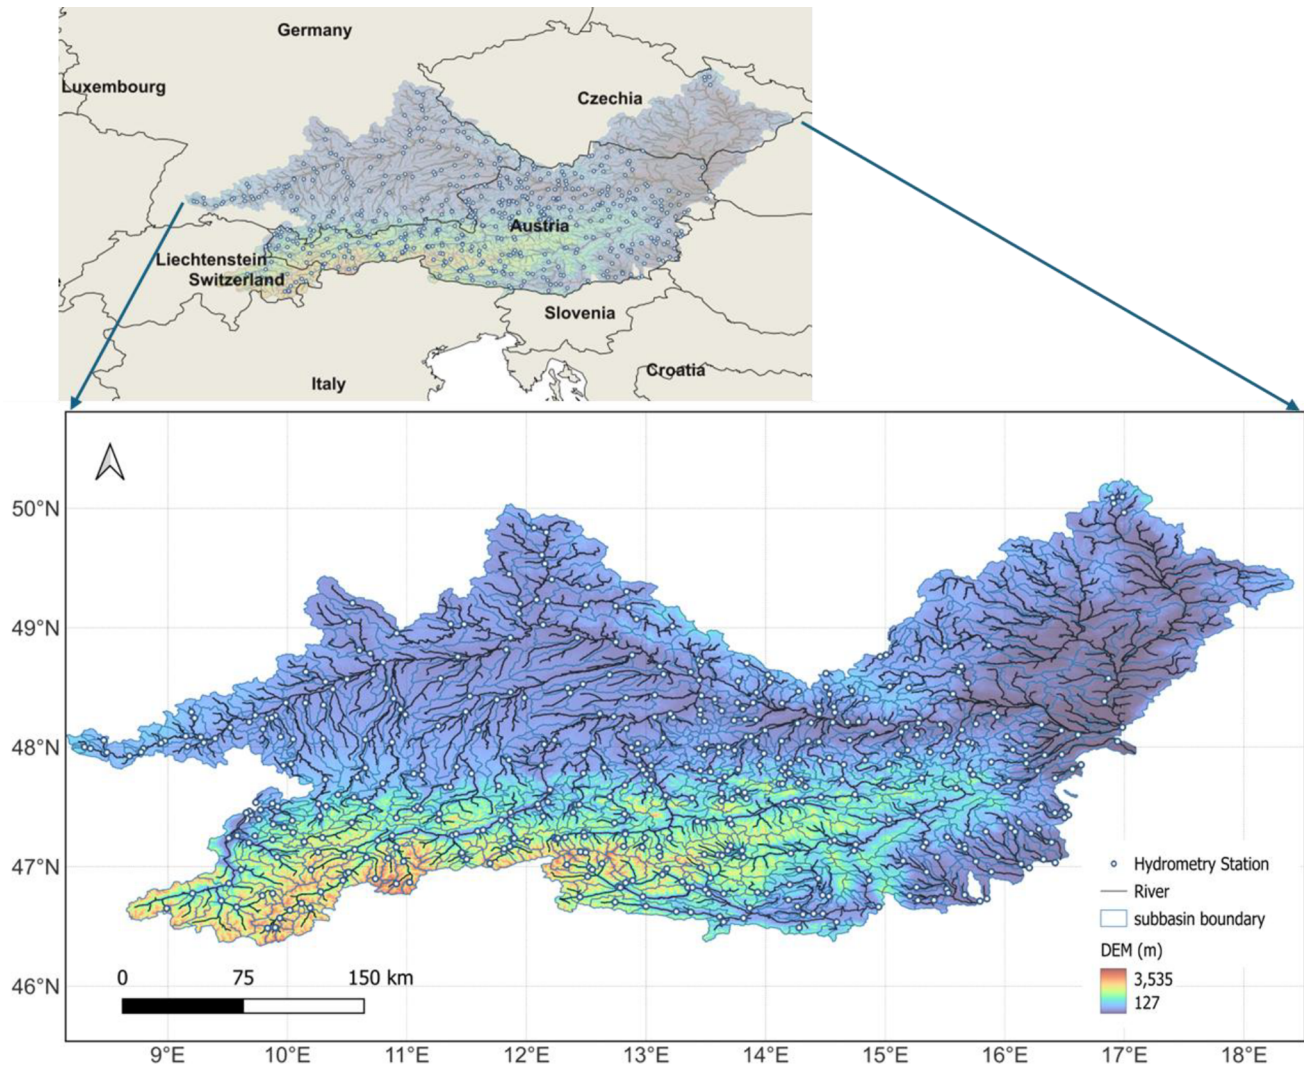 Germany
Luxembourg
Czechia
Austria
Liechtenstein
Switzerland
Slovenia
Croatia
Italy
50°N
49°N
48°N
47°N
46°N
Hydrometry Station
River
subbasin boundary
DEM (m)
3,535
127
0 75 150 km
9°E 10°E 11°E 12°E 13°E 14°E 15°E 16°E 17°E 18°E